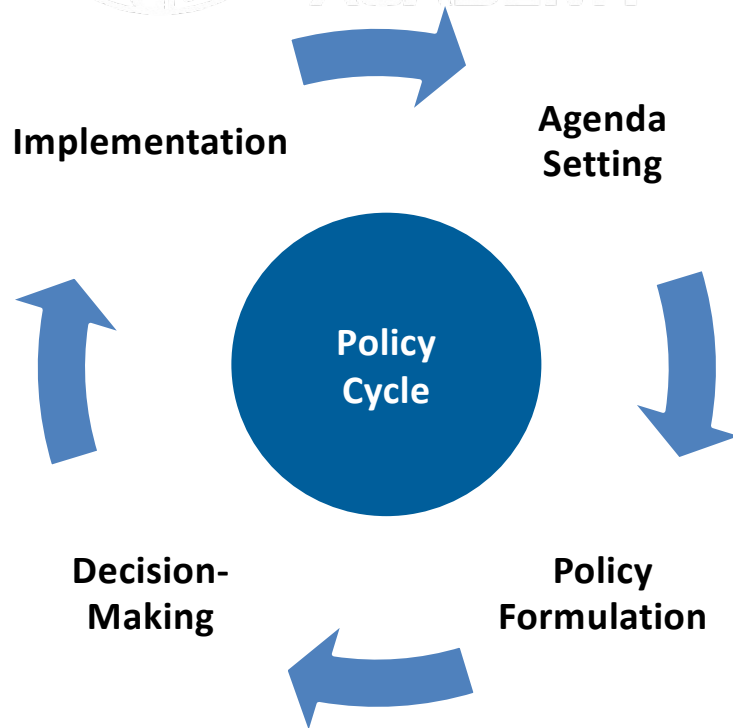 Implementation
Agenda
Setting
Policy
Cycle
Decision-
Making
Policy
Formulation